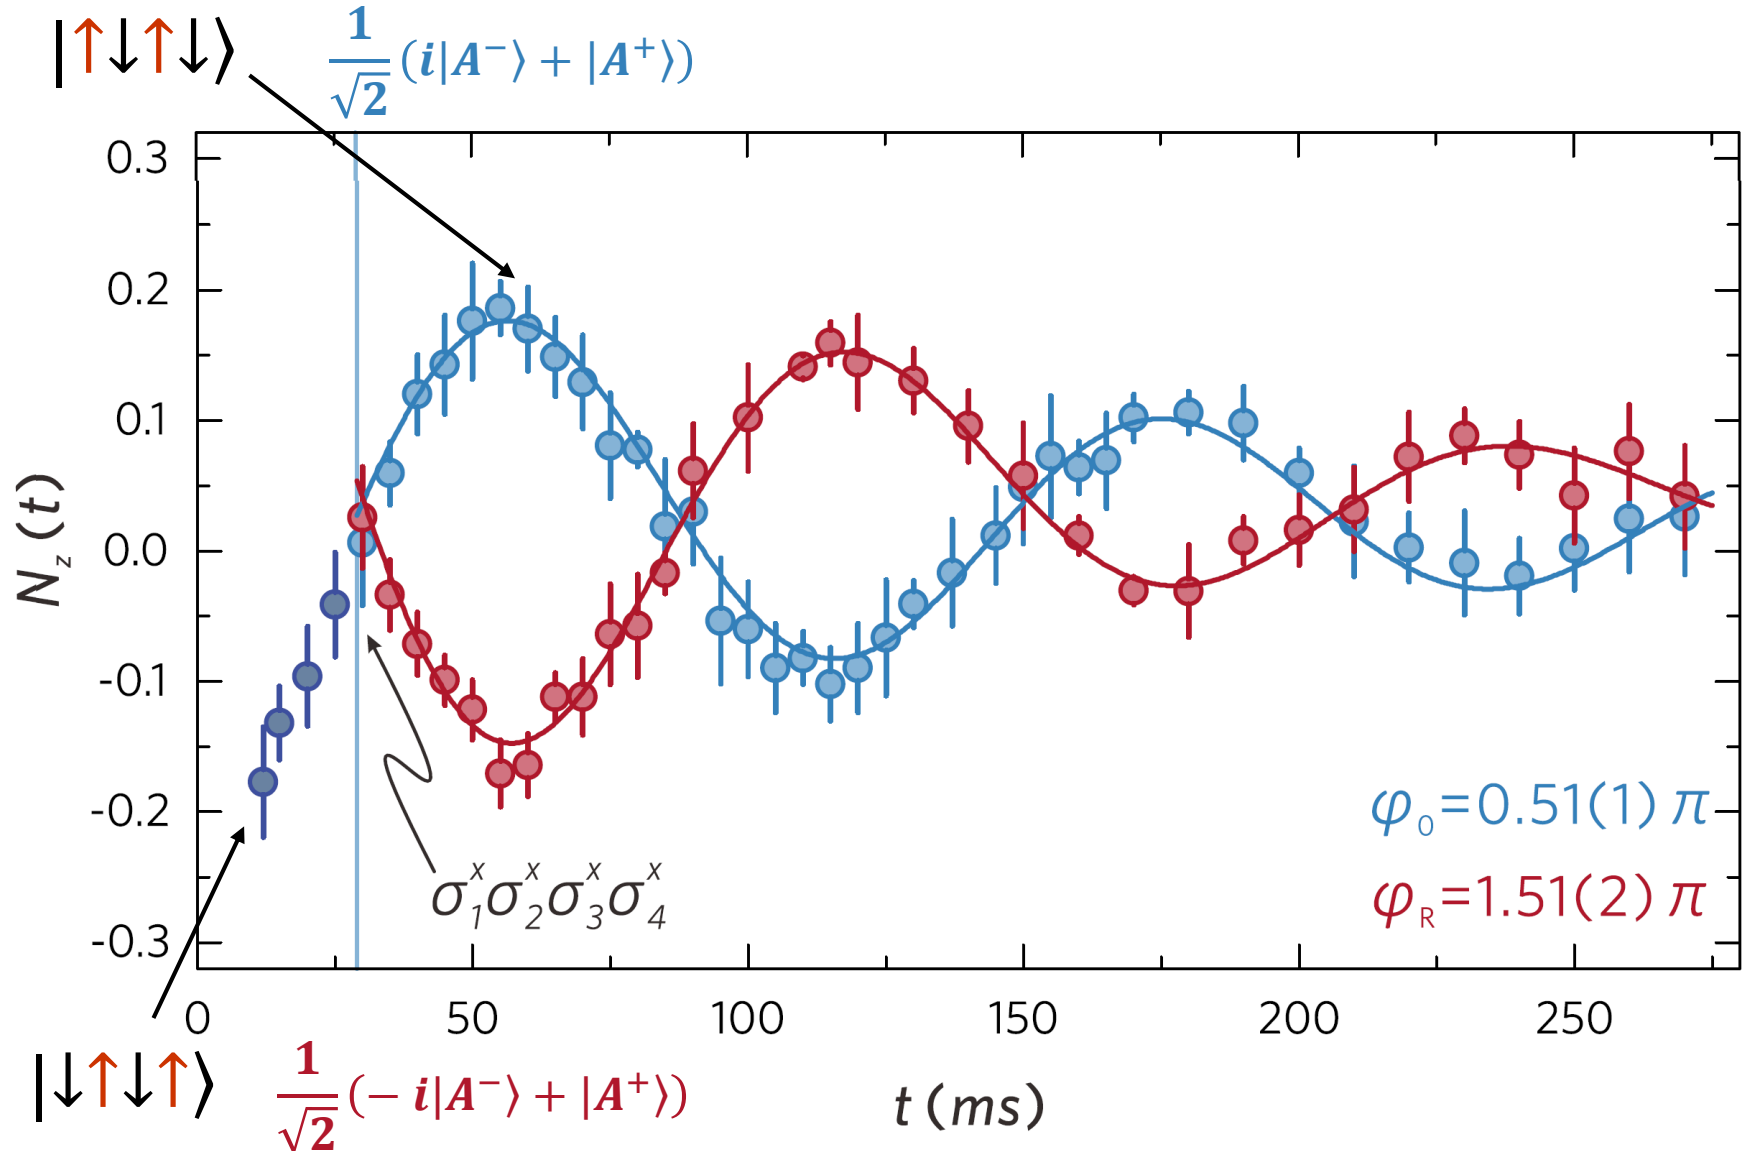 |↑↓↑↓⟩
1/√2 (i|A⁻⟩ + |A⁺⟩)
0.3
0.2
0.1
0.0
-0.1
-0.2
-0.3
N_z(t)
φ₀=0.51(1) π
φ_R=1.51(2) π
σ₁ˣσ₂ˣσ₃ˣσ₄ˣ
0 50 100 150 200 250
|↓↑↓↑⟩
1/√2 (− i|A⁻⟩ + |A⁺⟩)
t (ms)